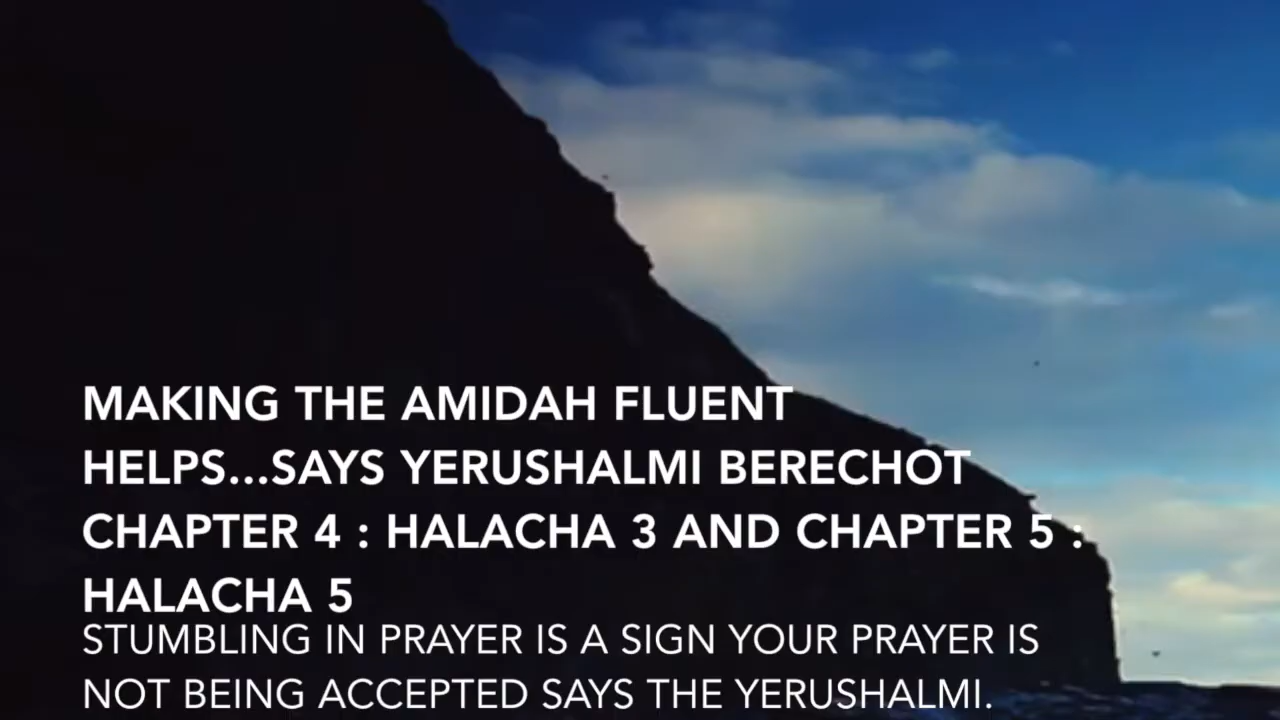 MAKING THE AMIDAH FLUENT
HELPS...SAYS YERUSHALMI BERECHOT
CHAPTER 4 : HALACHA 3 AND CHAPTER 5 :
HALACHA 5
STUMBLING IN PRAYER IS A SIGN YOUR PRAYER IS
NOT BEING ACCEPTED SAYS THE YERUSHALMI.